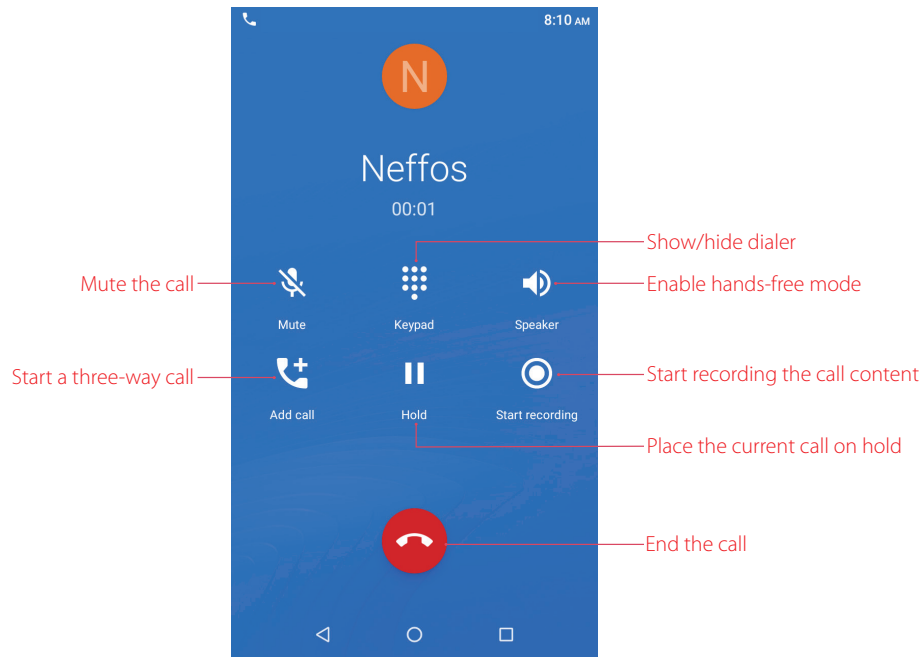 8:10 AM
N
Neffos
00:01
Show/hide dialer
Mute the call
Enable hands-free mode
Mute
Keypad
Speaker
Start a three-way call
Start recording the call content
Add call
Hold
Start recording
Place the current call on hold
End the call